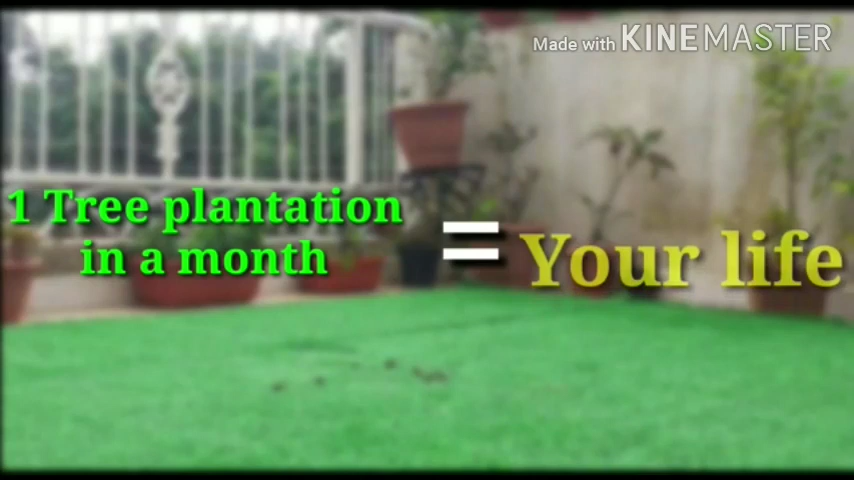 Made with KINEMASTER
1 Tree plantation
in a month
=
Your life